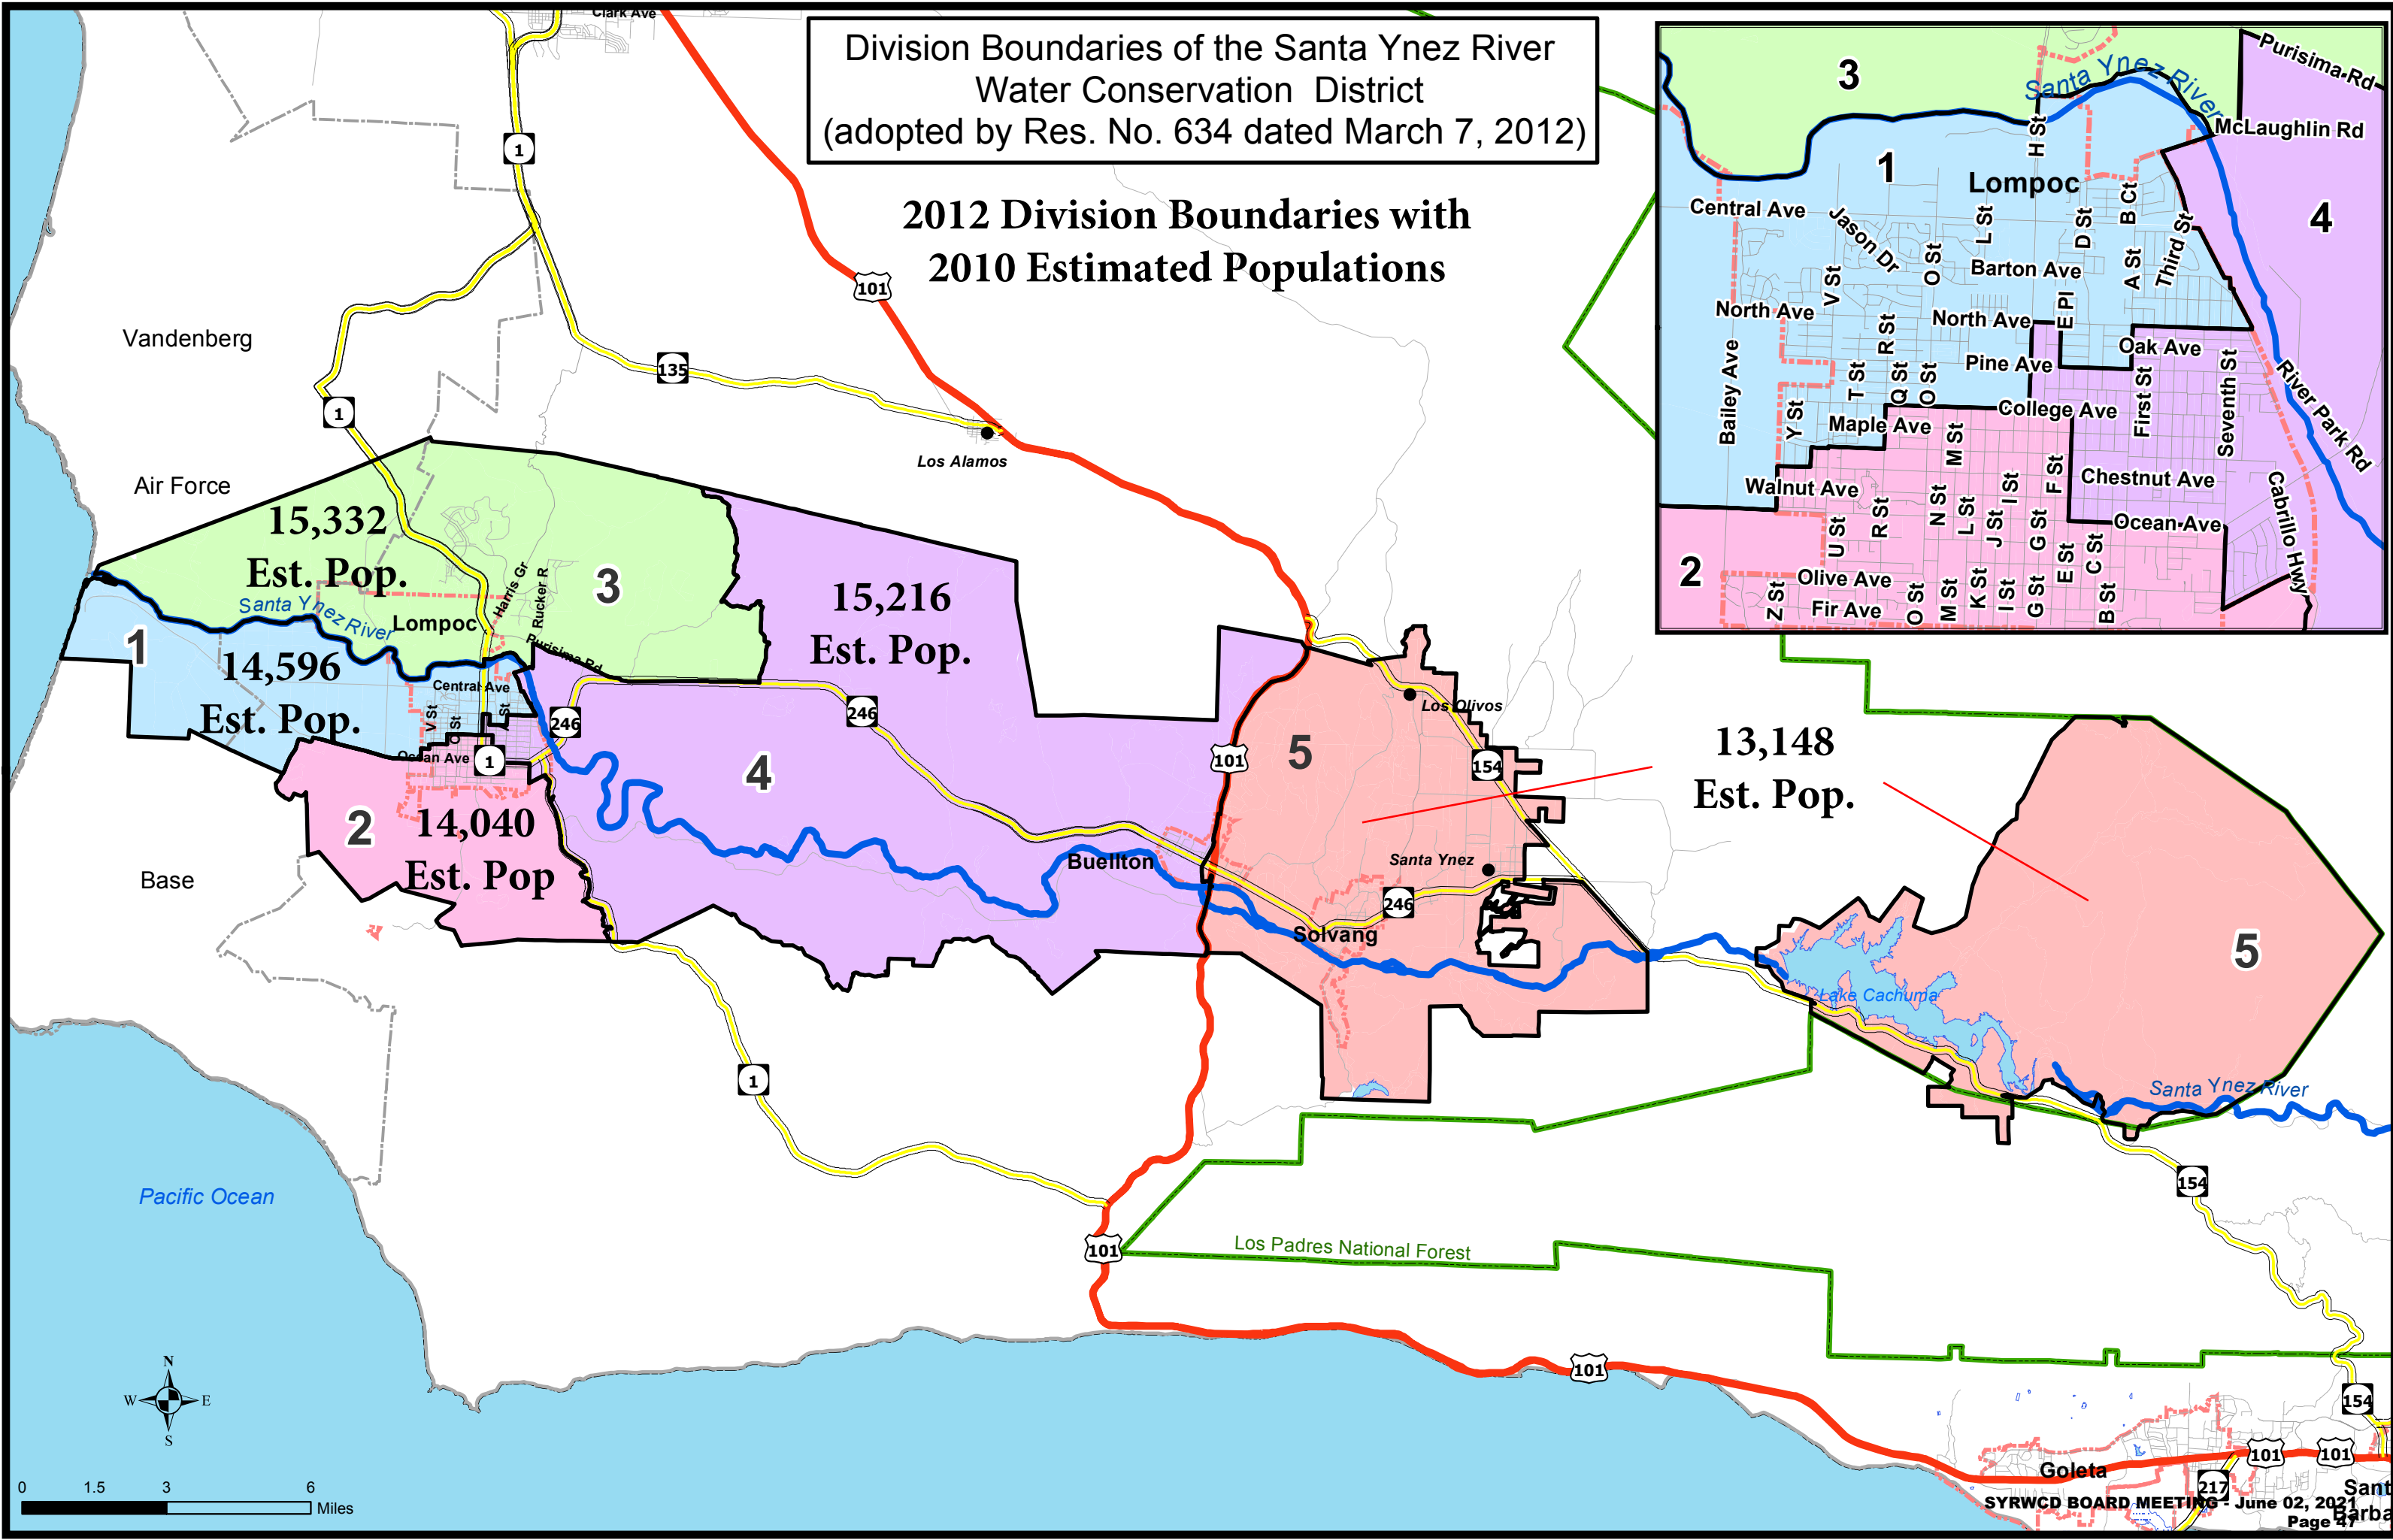 Clark Ave
Division Boundaries of the Santa Ynez River
Water Conservation District
(adopted by Res. No. 634 dated March 7, 2012)
2012 Division Boundaries with
2010 Estimated Populations
1
101
135
1
Vandenberg
Air Force
Base
Los Alamos
15,332
Est. Pop.
3
15,216
Est. Pop.
Santa Ynez River
Lompoc
Harris Gr
Rucker R
Purisima Rd
1
14,596
Est. Pop.
Central Ave
V St
O St
A St
Ocean Ave
1
246
246
4
2
14,040
Est. Pop
Buellton
101
5
Los Olivos
154
Santa Ynez
246
Solvang
13,148
Est. Pop.
5
Lake Cachuma
Santa Ynez River
154
1
Pacific Ocean
101
Los Padres National Forest
101
154
Goleta
101
101
217
Sant
Barba
N
W
E
S
0
1.5
3
6
Miles
SYRWCD BOARD MEETING - June 02, 2021
Page 47
3
Santa Ynez River
Purisima Rd
McLaughlin Rd
H St
1
Lompoc
4
Central Ave
Jason Dr
L St
D St
B Ct
Third St
V St
O St
Barton Ave
A St
North Ave
R St
North Ave
E Pl
Oak Ave
Bailey Ave
Pine Ave
T St
Q St
O St
First St
Seventh St
River Park Rd
Y St
Maple Ave
College Ave
M St
Walnut Ave
F St
Chestnut Ave
Cabrillo Hwy
U St
R St
N St
L St
J St
I St
G St
Ocean Ave
2
Olive Ave
E St
C St
Z St
Fir Ave
O St
M St
K St
I St
G St
B St